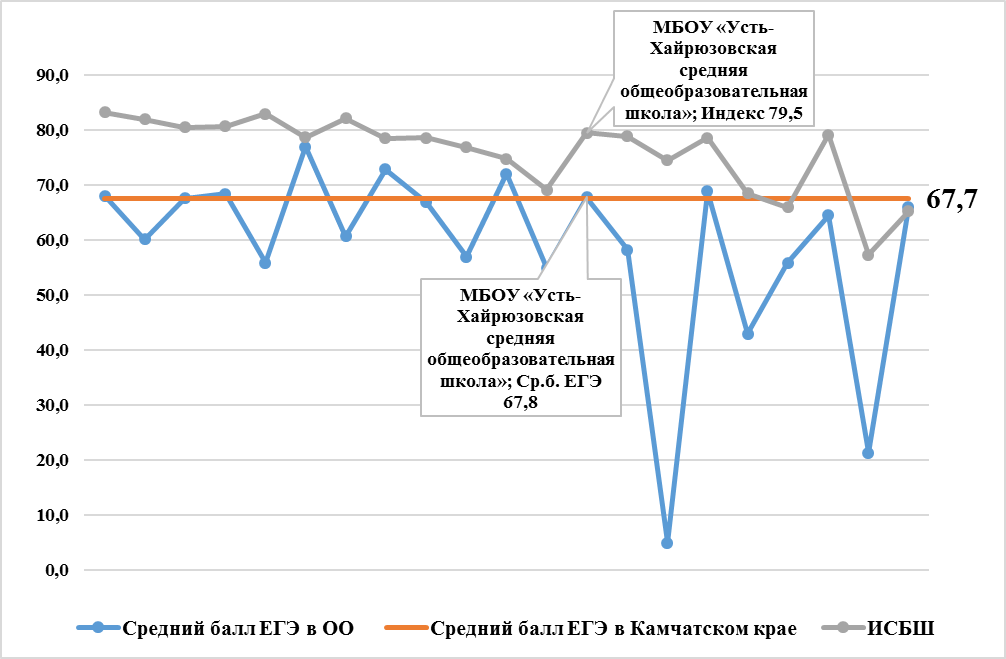 МБОУ «Усть-
Хайрюзовская
средняя
общеобразовательная
школа»; Индекс 79,5
90,0
80,0
70,0
67,7
60,0
50,0
МБОУ «Усть-
Хайрюзовская
средняя
общеобразовательная
школа»; Ср.б. ЕГЭ
67,8
40,0
30,0
20,0
10,0
0,0
Средний балл ЕГЭ в ОО
Средний балл ЕГЭ в Камчатском крае
ИСБШ